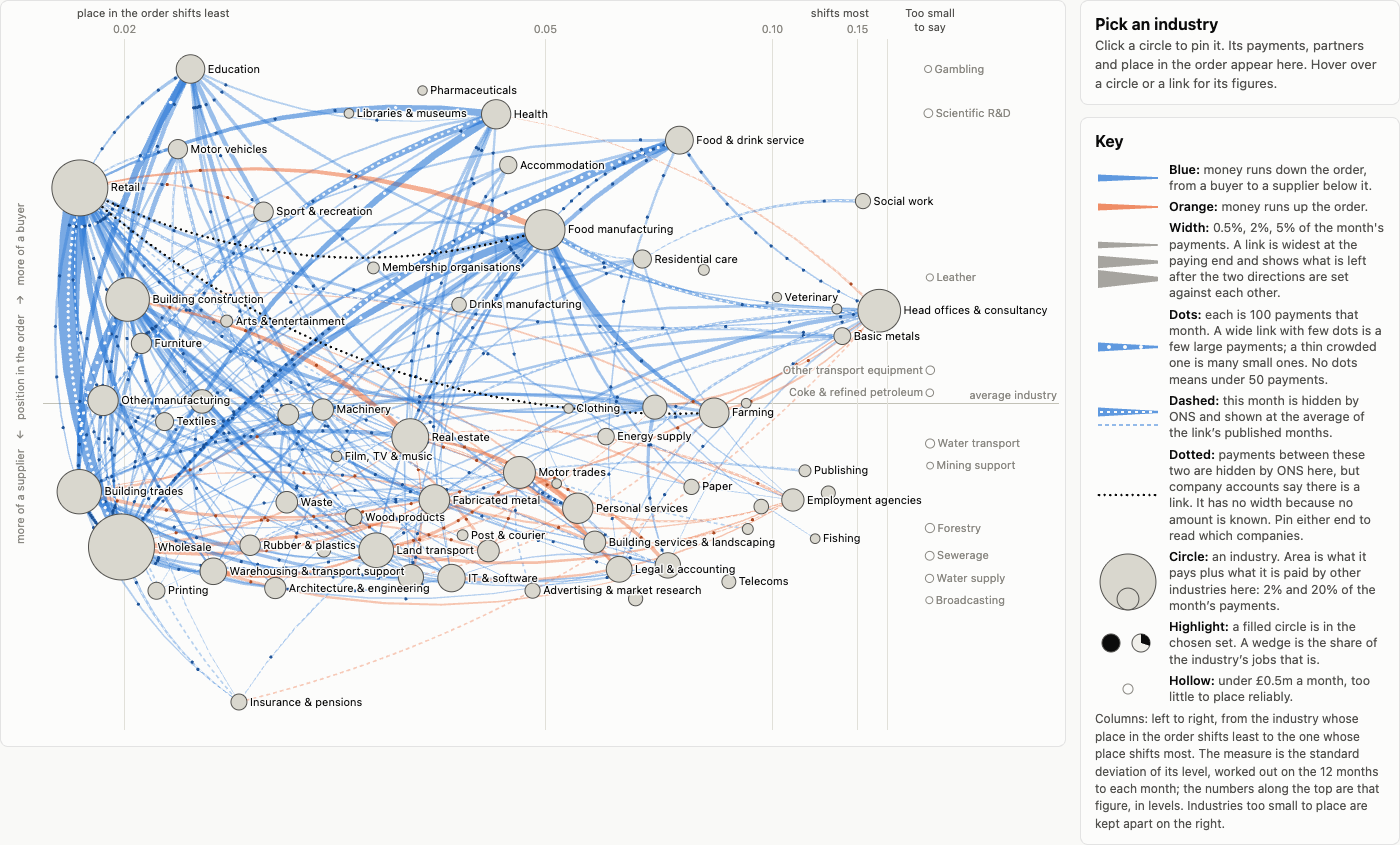 place in the order shifts least
shifts most
Too small
to say
0.02
0.05
0.10
0.15
more of a supplier ← position in the order → more of a buyer
Education
Gambling
Pharmaceuticals
Libraries & museums
Health
Scientific R&D
Food & drink service
Motor vehicles
Accommodation
Retail
Social work
Sport & recreation
Food manufacturing
Residential care
Membership organisations
Leather
Veterinary
Building construction
Drinks manufacturing
Head offices & consultancy
Arts & entertainment
Basic metals
Furniture
Other transport equipment
Coke & refined petroleum
average industry
Other manufacturing
Machinery
Clothing
Farming
Textiles
Real estate
Energy supply
Water transport
Film, TV & music
Motor trades
Publishing
Mining support
Building trades
Paper
Waste
Fabricated metal
Employment agencies
Personal services
Wood products
Forestry
Post & courier
Fishing
Wholesale
Rubber & plastics
Land transport
Building services & landscaping
Sewerage
Warehousing & transport support
IT & software
Legal & accounting
Telecoms
Water supply
Printing
Architecture & engineering
Advertising & market research
Broadcasting
Insurance & pensions
Pick an industry
Click a circle to pin it. Its payments, partners
and place in the order appear here. Hover over
a circle or a link for its figures.
Key
Blue: money runs down the order,
from a buyer to a supplier below it.
Orange: money runs up the order.
Width: 0.5%, 2%, 5% of the month's
payments. A link is widest at the
paying end and shows what is left
after the two directions are set
against each other.
Dots: each is 100 payments that
month. A wide link with few dots is a
few large payments; a thin crowded
one is many small ones. No dots
means under 50 payments.
Dashed: this month is hidden by
ONS and shown at the average of
the link's published months.
Dotted: payments between these
two are hidden by ONS here, but
company accounts say there is a
link. It has no width because no
amount is known. Pin either end to
read which companies.
Circle: an industry. Area is what it
pays plus what it is paid by other
industries here: 2% and 20% of the
month's payments.
Highlight: a filled circle is in the
chosen set. A wedge is the share of
the industry's jobs that is.
Hollow: under £0.5m a month, too
little to place reliably.
Columns: left to right, from the industry whose
place in the order shifts least to the one whose
place shifts most. The measure is the standard
deviation of its level, worked out on the 12 months
to each month; the numbers along the top are that
figure, in levels. Industries too small to place are
kept apart on the right.